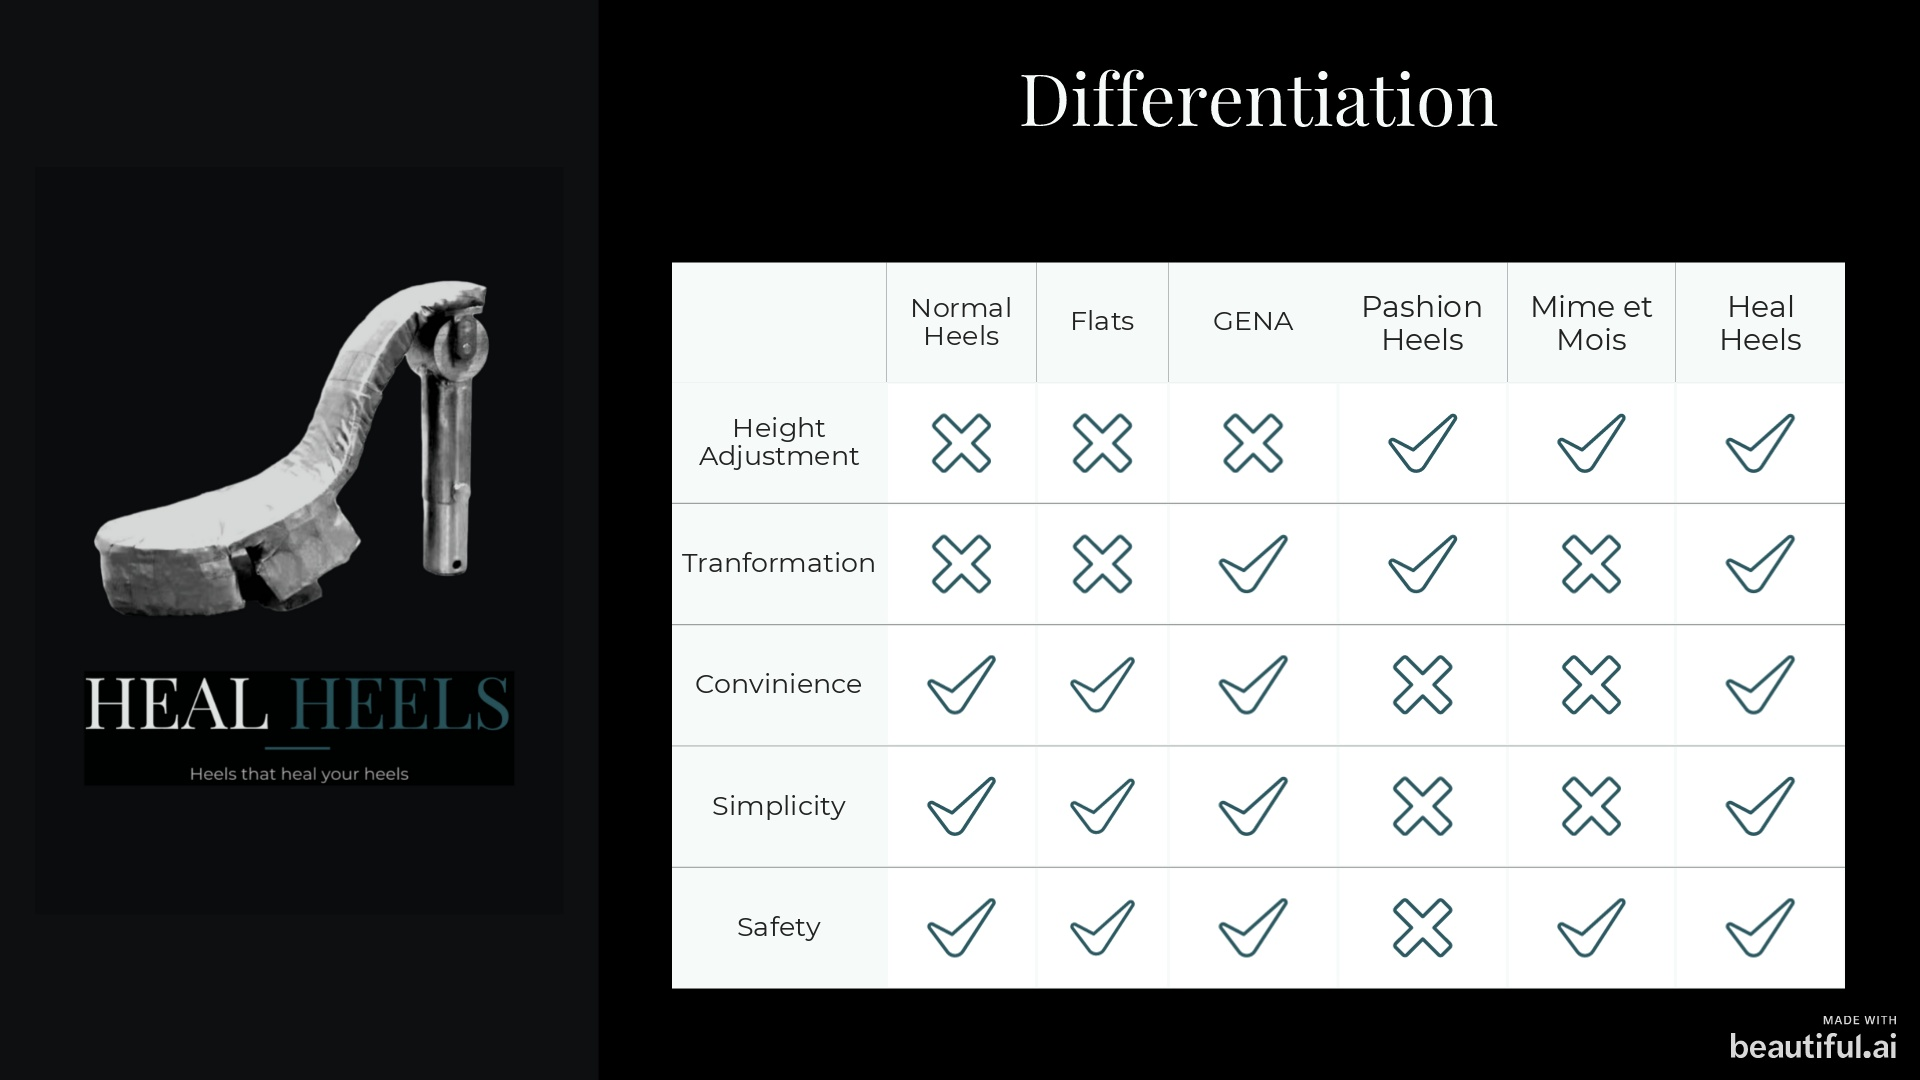 Differentiation
Normal
Heels
Flats
GENA
Pashion
Heels
Mime et
Mois
Heal
Heels
Height
Adjustment
Tranformation
Convinience
Simplicity
Safety
HEAL HEELS
Heels that heal your heels
MADE WITH
beautiful.ai